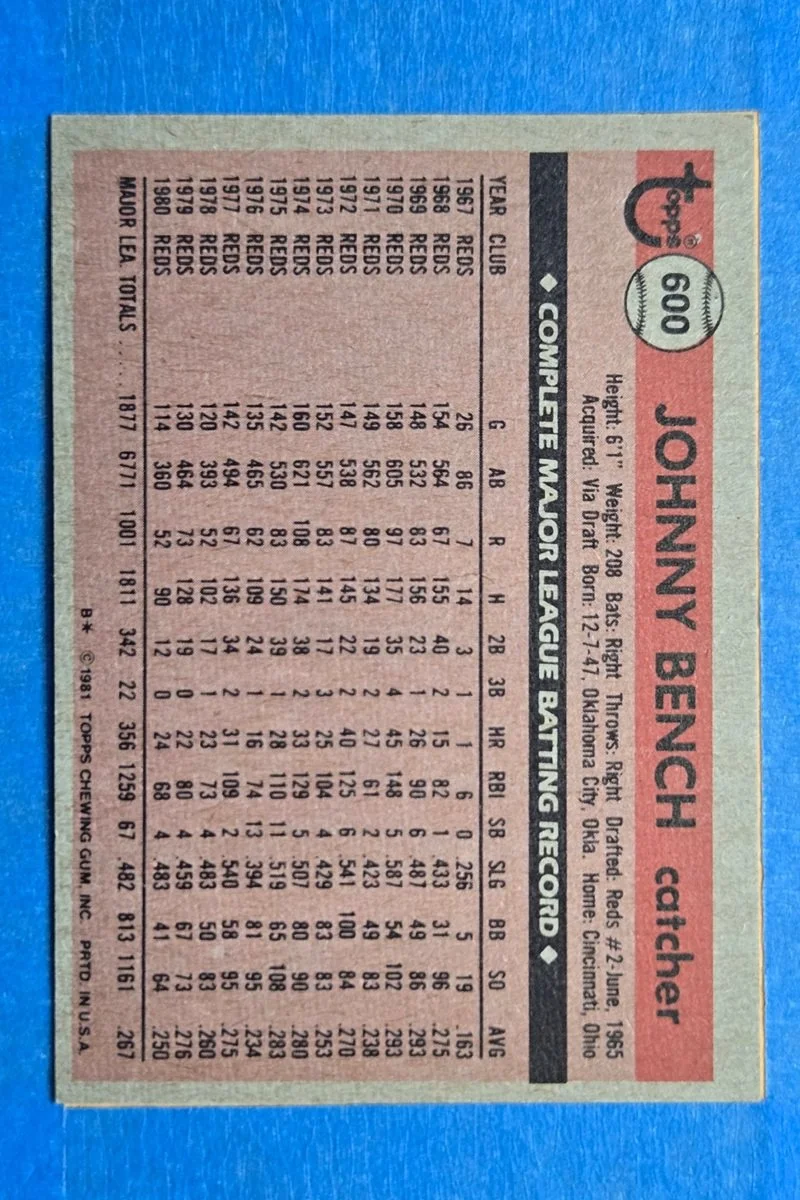 Topps® 600 JOHNNY BENCH catcher
Height: 6'1" Weight: 208 Bats: Right Throws: Right Drafted: Reds #2-June, 1965
Acquired: Via Draft Born: 12-7-47, Oklahoma City, Okla. Home: Cincinnati, Ohio
◆ COMPLETE MAJOR LEAGUE BATTING RECORD ◆
YEAR CLUB G AB R H 2B 3B HR RBI SB SLG BB SO AVG
1967 REDS 26 86 7 14 3 1 1 6 0 .256 5 19 .163
1968 REDS 154 564 67 155 40 2 15 82 1 .433 31 96 .275
1969 REDS 148 532 83 156 23 1 26 90 6 .487 49 86 .293
1970 REDS 158 605 97 177 35 4 45 148 5 .587 54 102 .293
1971 REDS 149 562 80 134 19 2 27 61 2 .423 49 83 .238
1972 REDS 147 538 87 145 22 2 40 125 6 .541 100 84 .270
1973 REDS 152 557 83 141 17 3 25 104 4 .429 83 83 .253
1974 REDS 160 621 108 174 38 2 33 129 5 .507 80 90 .280
1975 REDS 142 530 83 150 39 1 28 110 11 .519 65 108 .283
1976 REDS 135 465 62 109 24 1 16 74 13 .394 81 95 .234
1977 REDS 142 494 67 136 34 2 31 109 2 .540 58 95 .275
1978 REDS 120 393 52 102 17 1 23 73 4 .483 50 83 .260
1979 REDS 130 464 73 128 19 0 22 80 4 .459 67 73 .276
1980 REDS 114 360 52 90 12 0 24 68 4 .483 41 64 .250
MAJOR LEA. TOTALS ...... 1877 6771 1001 1811 342 22 356 1259 67 .482 813 1161 .267
B* ©1981 TOPPS CHEWING GUM, INC. PRTD. IN U.S.A.